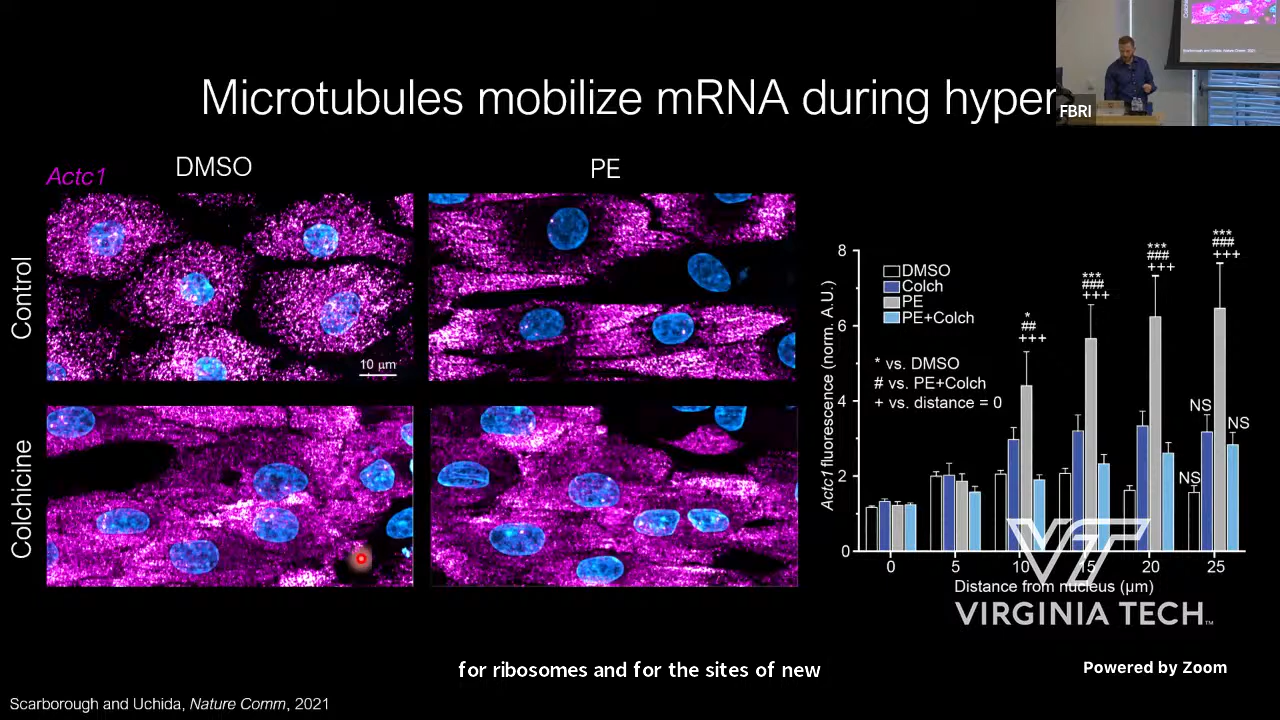 Microtubules mobilize mRNA during hyper
FBRI
Actc1
DMSO
PE
Control
Colchicine
10 µm
Actc1 fluorescence (norm. A.U.)
8
6
4
2
0
DMSO
Colch
PE
PE+Colch
* vs. DMSO
# vs. PE+Colch
+ vs. distance = 0
*
##
+++
***
###
+++
***
###
+++
***
###
+++
NS
NS
NS
0 5 10 15 20 25
Distance from nucleus (µm)
VT
VIRGINIA TECH™
for ribosomes and for the sites of new
Powered by Zoom
Scarborough and Uchida, Nature Comm, 2021